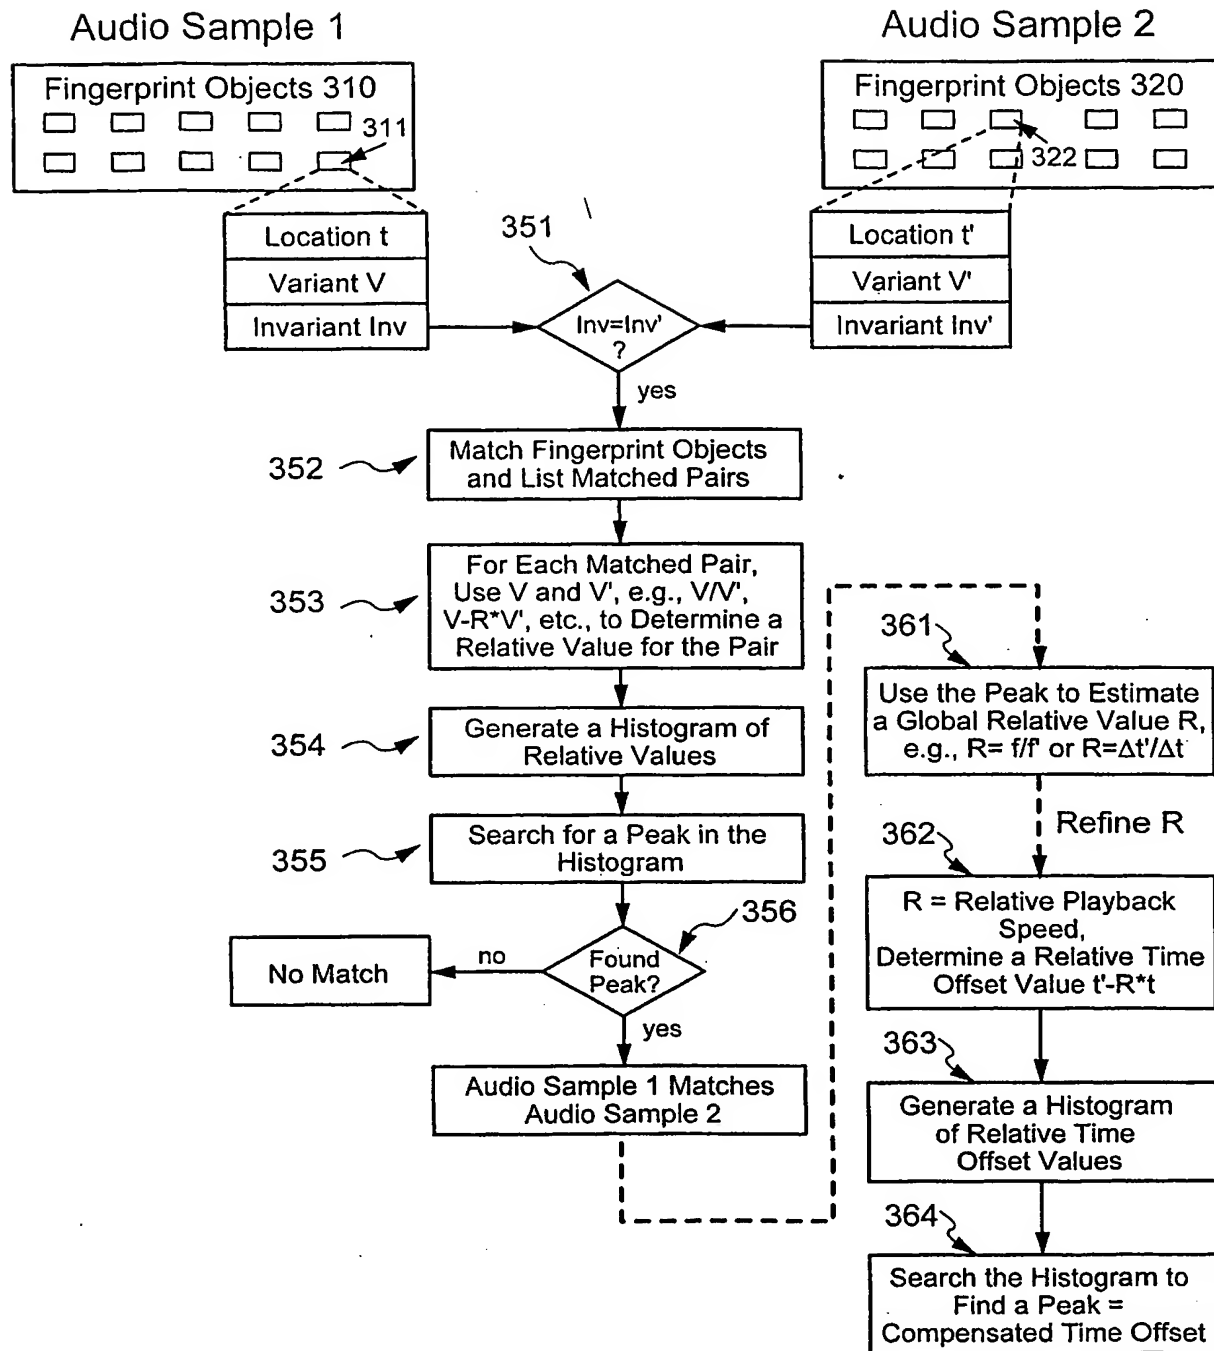 Audio Sample 1
Audio Sample 2
Fingerprint Objects 310
311
Fingerprint Objects 320
322
Location t
Variant V
Invariant Inv
Location t'
Variant V'
Invariant Inv'
351
Inv=Inv'
?
yes
352
Match Fingerprint Objects
and List Matched Pairs
353
For Each Matched Pair,
Use V and V', e.g., V/V',
V-R*V', etc., to Determine a
Relative Value for the Pair
354
Generate a Histogram of
Relative Values
355
Search for a Peak in the
Histogram
356
Found
Peak?
no
No Match
yes
Audio Sample 1 Matches
Audio Sample 2
361
Use the Peak to Estimate
a Global Relative Value R,
e.g., R= f/f' or R=Δt'/Δt
Refine R
362
R = Relative Playback
Speed,
Determine a Relative Time
Offset Value t'-R*t
363
Generate a Histogram
of Relative Time
Offset Values
364
Search the Histogram to
Find a Peak =
Compensated Time Offset